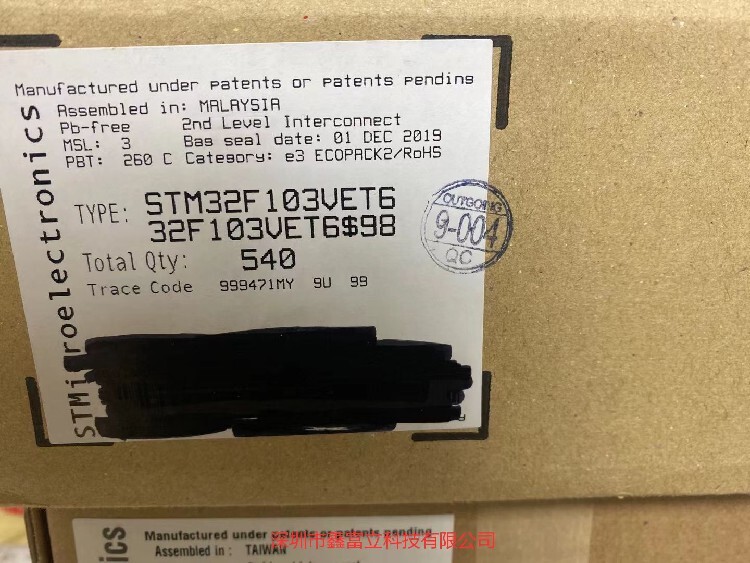 Manufactured under patents or patents pending
Assembled in: MALAYSIA
Pb-free 2nd Level Interconnect
MSL: 3 Bag seal date: 01 DEC 2019
PBT: 260 C Category: e3 ECOPACK2/RoHS
TYPE: STM32F103VET6
32F103VET6$98
Total Qty: 540
Trace Code 999471MY 9U 99
STMicroelectronics
OUTGOING
9-004
QC
Manufactured under patents or patents pending
Assembled in : TAIWAN
深圳市鑫富立科技有限公司